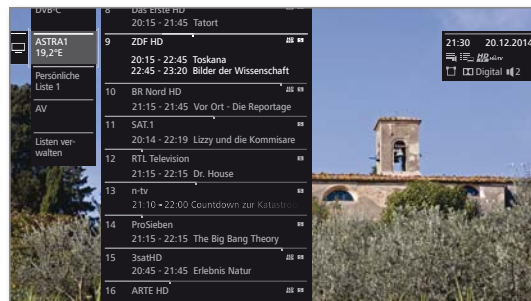 DVB-C
ASTRA1
19,2°E
Persönliche
Liste 1
AV
Listen ver-
walten
8 Das Erste HD
20:15 - 21:45 Tatort
9 ZDF HD
20:15 - 22:45 Toskana
22:45 - 23:20 Bilder der Wissenschaft
10 BR Nord HD
21:15 - 21:45 Vor Ort - Die Reportage
11 SAT.1
20:14 - 22:19 Lizzy und die Kommisare
12 RTL Television
21:15 - 22:15 Dr. House
13 n-tv
21:10 - 22:00 Countdown zur Katastro
14 ProSieben
21:15 - 22:15 The Big Bang Theory
15 3satHD
20:45 - 21:45 Erlebnis Natur
16 ARTE HD
21:30 20.12.2014
Digital 2